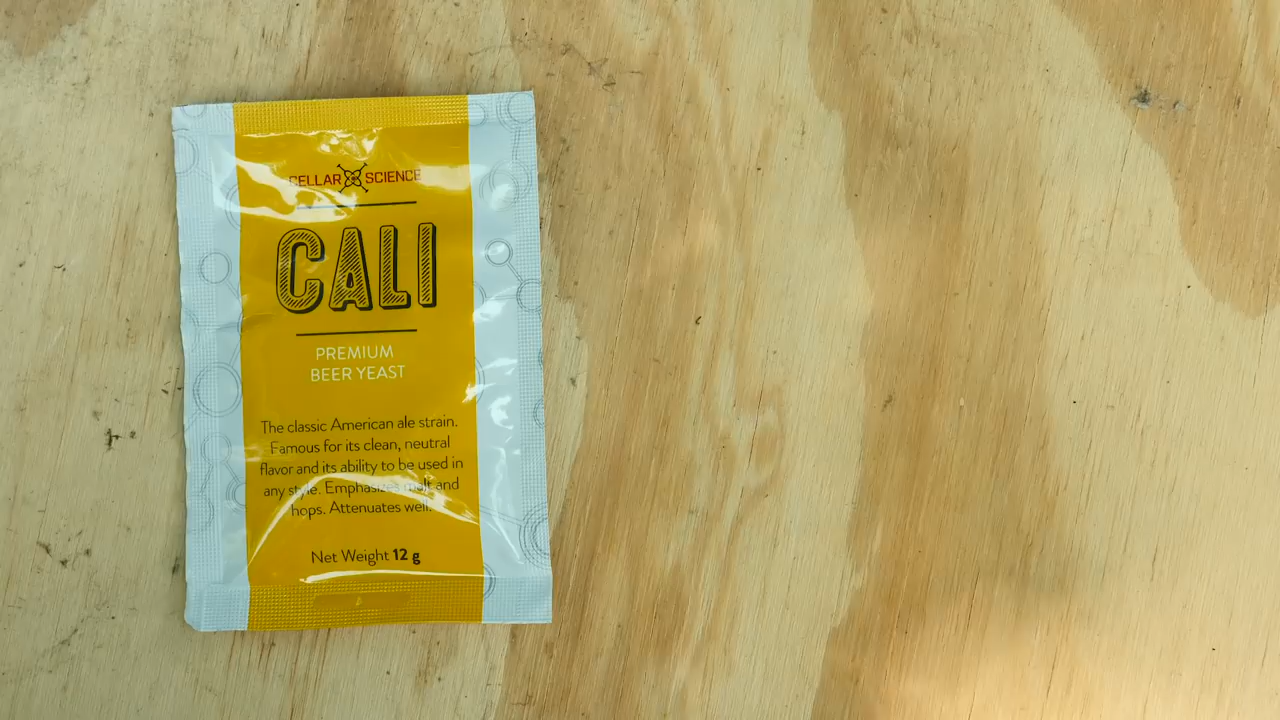 CELLAR SCIENCE
CALI
PREMIUM
BEER YEAST
The classic American ale strain.
Famous for its clean, neutral
flavor and its ability to be used in
any style. Emphasizes malt and
hops. Attenuates well.
Net Weight 12 g